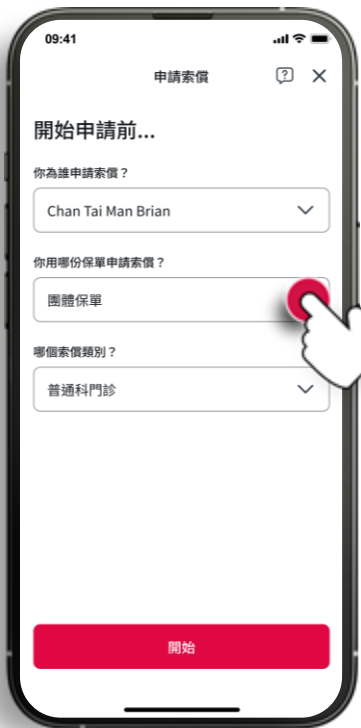 09:41
申請索償
?
開始申請前...
你為誰申請索償？
Chan Tai Man Brian
你用哪份保單申請索償？
團體保單
哪個索償類別？
普通科門診
開始